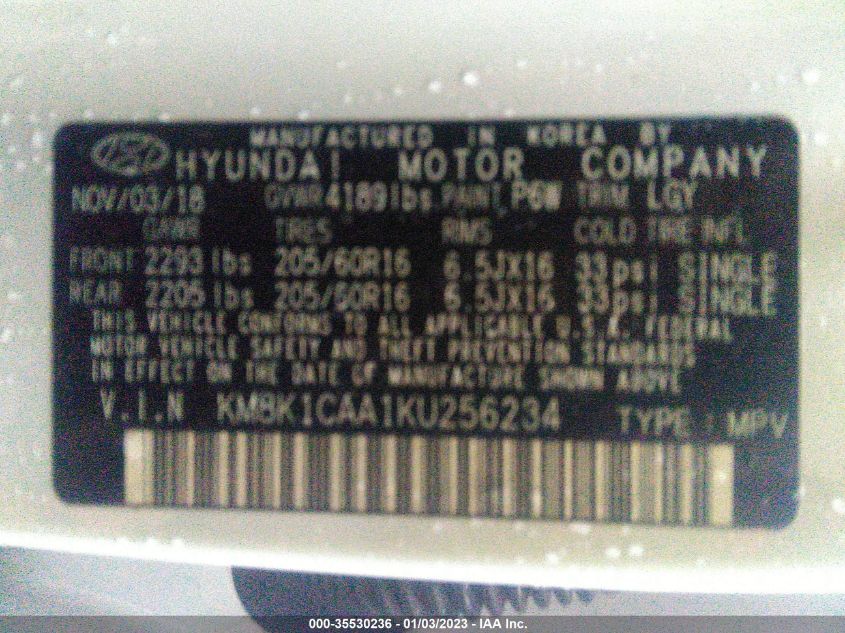 MANUFACTURED IN KOREA BY
HYUNDAI MOTOR COMPANY
NOV/03/18 GVWR 4189lbs PAINT PGW TRIM LGY
GAWR TIRES RIMS COLD TIRE INFL
FRONT 2293 lbs 205/60R16 6.5JX16 33psi SINGLE
REAR 2205 lbs 205/60R16 6.5JX16 33psi SINGLE
THIS VEHICLE CONFORMS TO ALL APPLICABLE U.S.A. FEDERAL
MOTOR VEHICLE SAFETY AND THEFT PREVENTION STANDARDS
IN EFFECT ON THE DATE OF MANUFACTURE SHOWN ABOVE
V.I.N KM8K1CAA1KU256234 TYPE : MPV
000-35530236 - 01/03/2023 - IAA Inc.